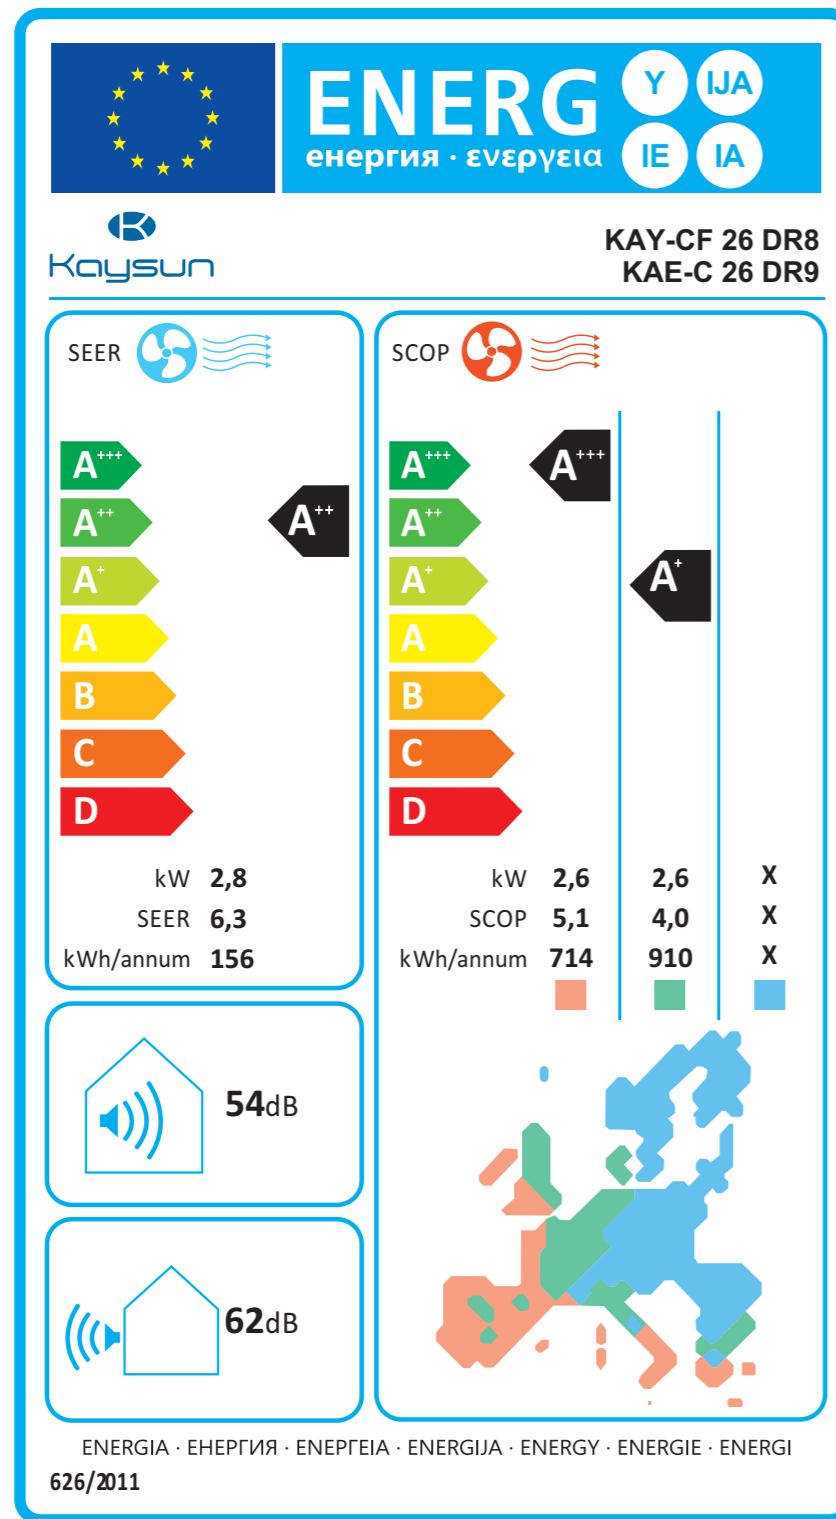 ENERG
енергия · ενεργεια
Y IJA
IE IA
Kaysun
KAY-CF 26 DR8
KAE-C 26 DR9
SEER
A+++
A++
A++
A+
A
B
C
D
kW 2,8
SEER 6,3
kWh/annum 156
SCOP
A+++
A+++
A++
A+
A+
A
B
C
D
kW 2,6 2,6 X
SCOP 5,1 4,0 X
kWh/annum 714 910 X
54dB
62dB
ENERGIA · ЕНЕРГИЯ · ΕΝΕΡΓΕΙΑ · ENERGIJA · ENERGY · ENERGIE · ENERGI
626/2011